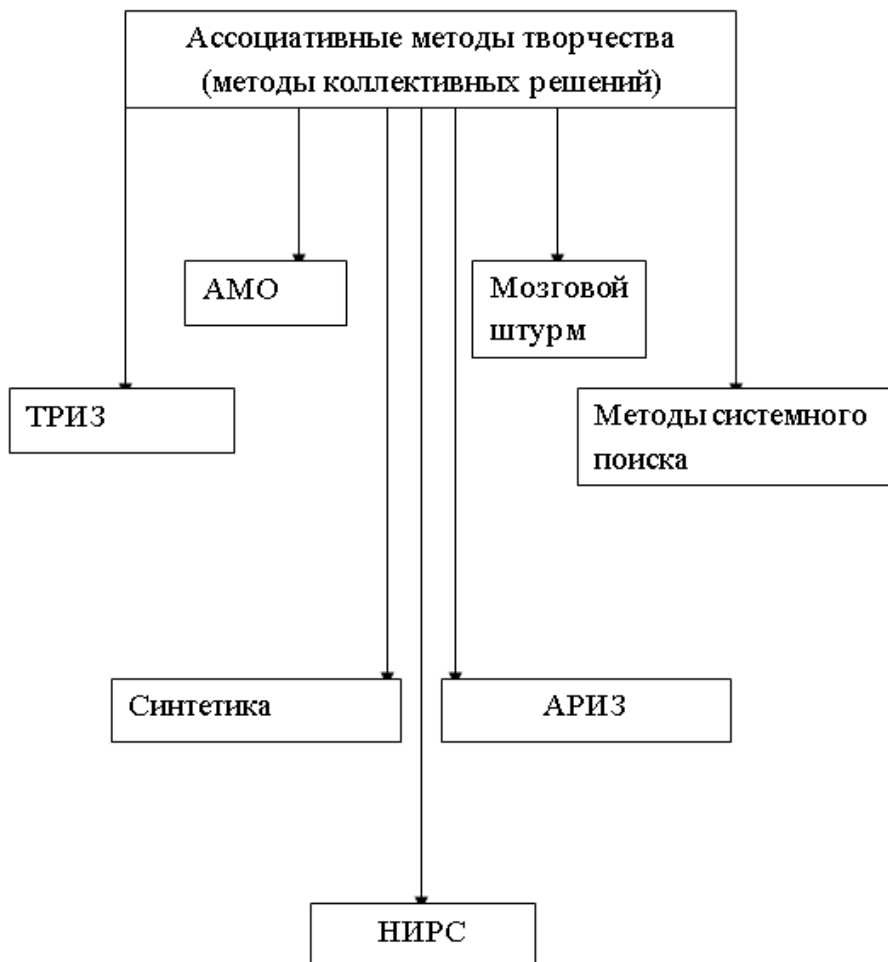 Ассоциативные методы творчества
(методы коллективных решений)
АМО
Мозговой
штурм
ТРИЗ
Методы системного
поиска
Синтетика
АРИЗ
НИРС